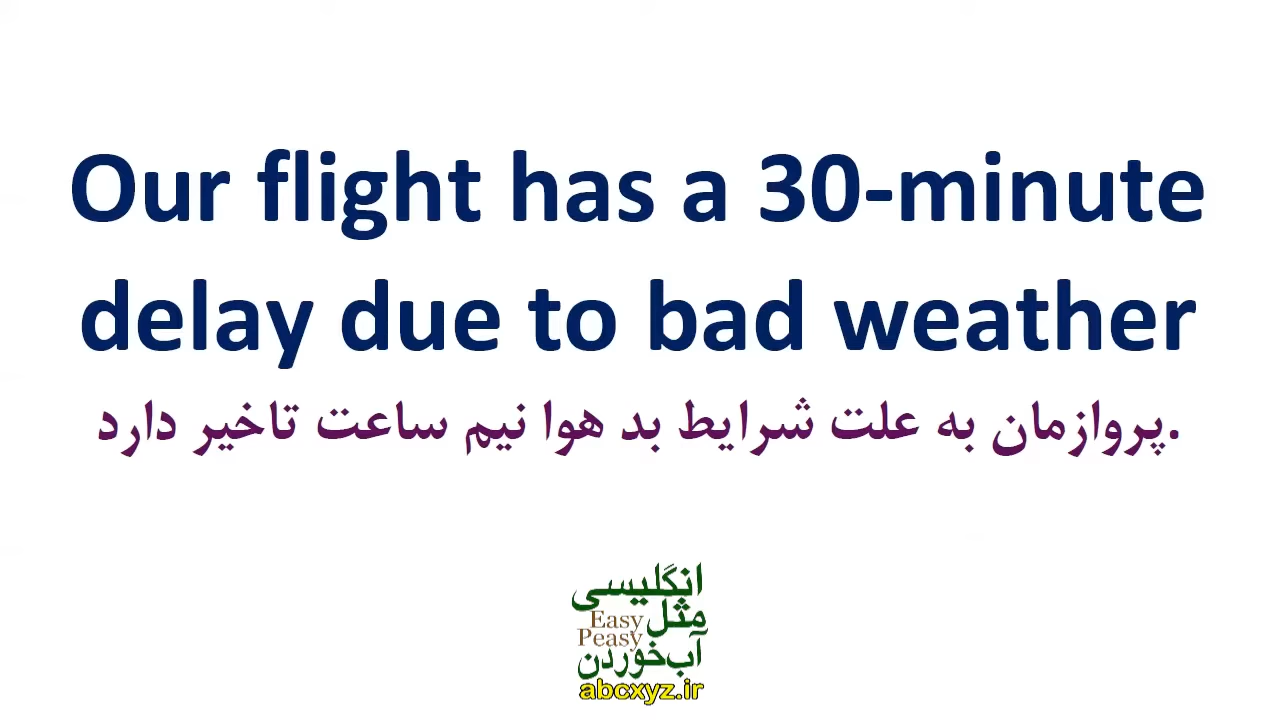 Our flight has a 30-minute
delay due to bad weather
پروازمان به علت شرایط بد هوا نیم ساعت تاخیر دارد.
انگلیسی
مثل Easy
Peasy
آب‌خوردن
abcxyz.ir